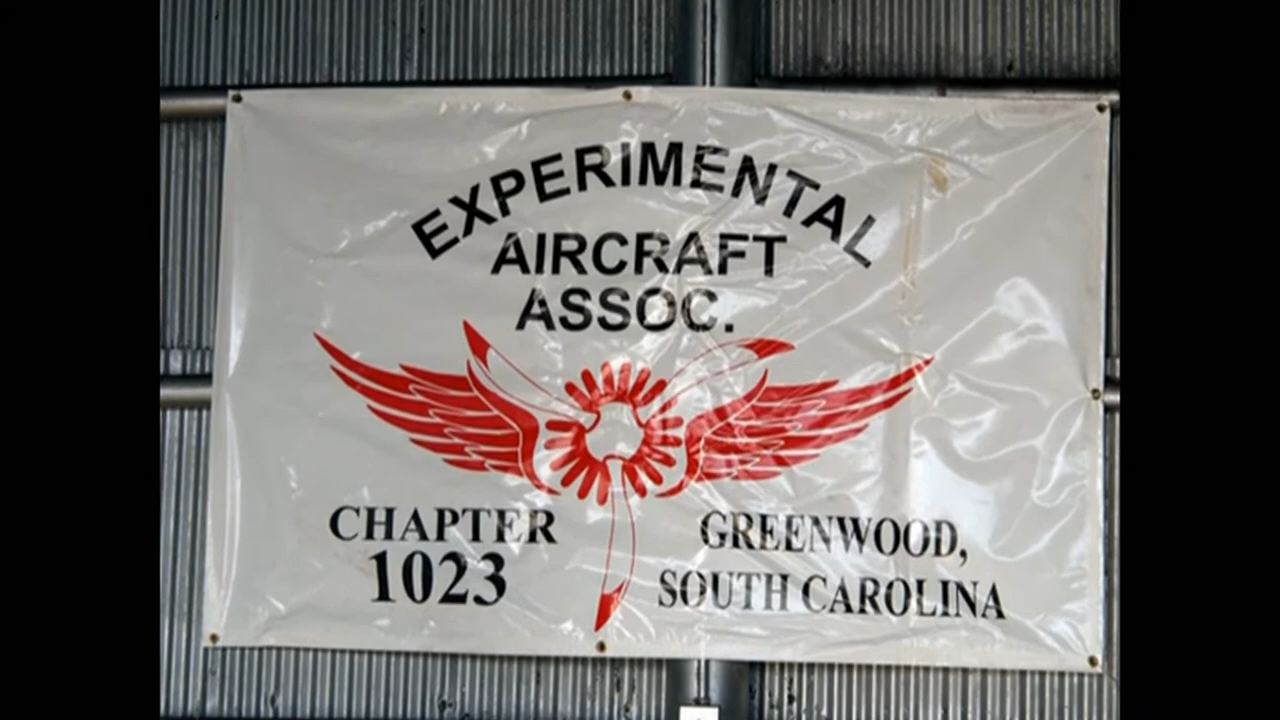 EXPERIMENTAL
AIRCRAFT
ASSOC.
CHAPTER
1023
GREENWOOD,
SOUTH CAROLINA